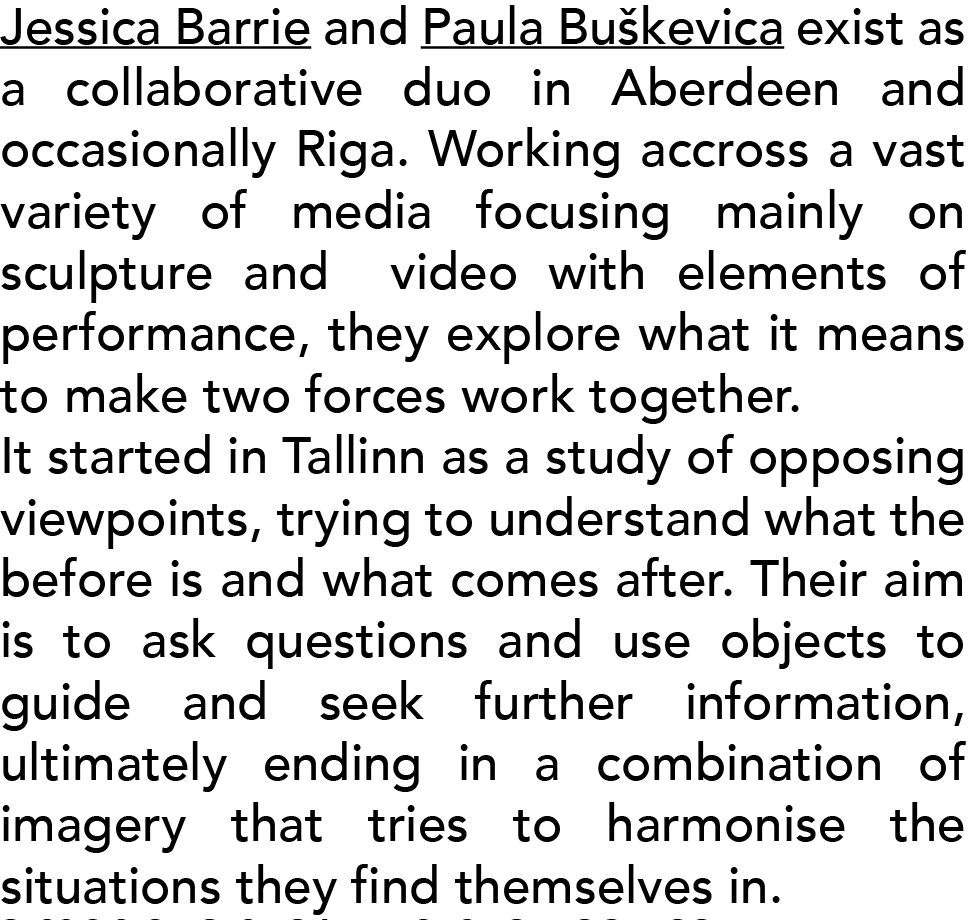 Jessica Barrie and Paula Buškevica exist as
a collaborative duo in Aberdeen and
occasionally Riga. Working accross a vast
variety of media focusing mainly on
sculpture and  video with elements of
performance, they explore what it means
to make two forces work together.
It started in Tallinn as a study of opposing
viewpoints, trying to understand what the
before is and what comes after. Their aim
is to ask questions and use objects to
guide and seek further information,
ultimately ending in a combination of
imagery that tries to harmonise the
situations they find themselves in.